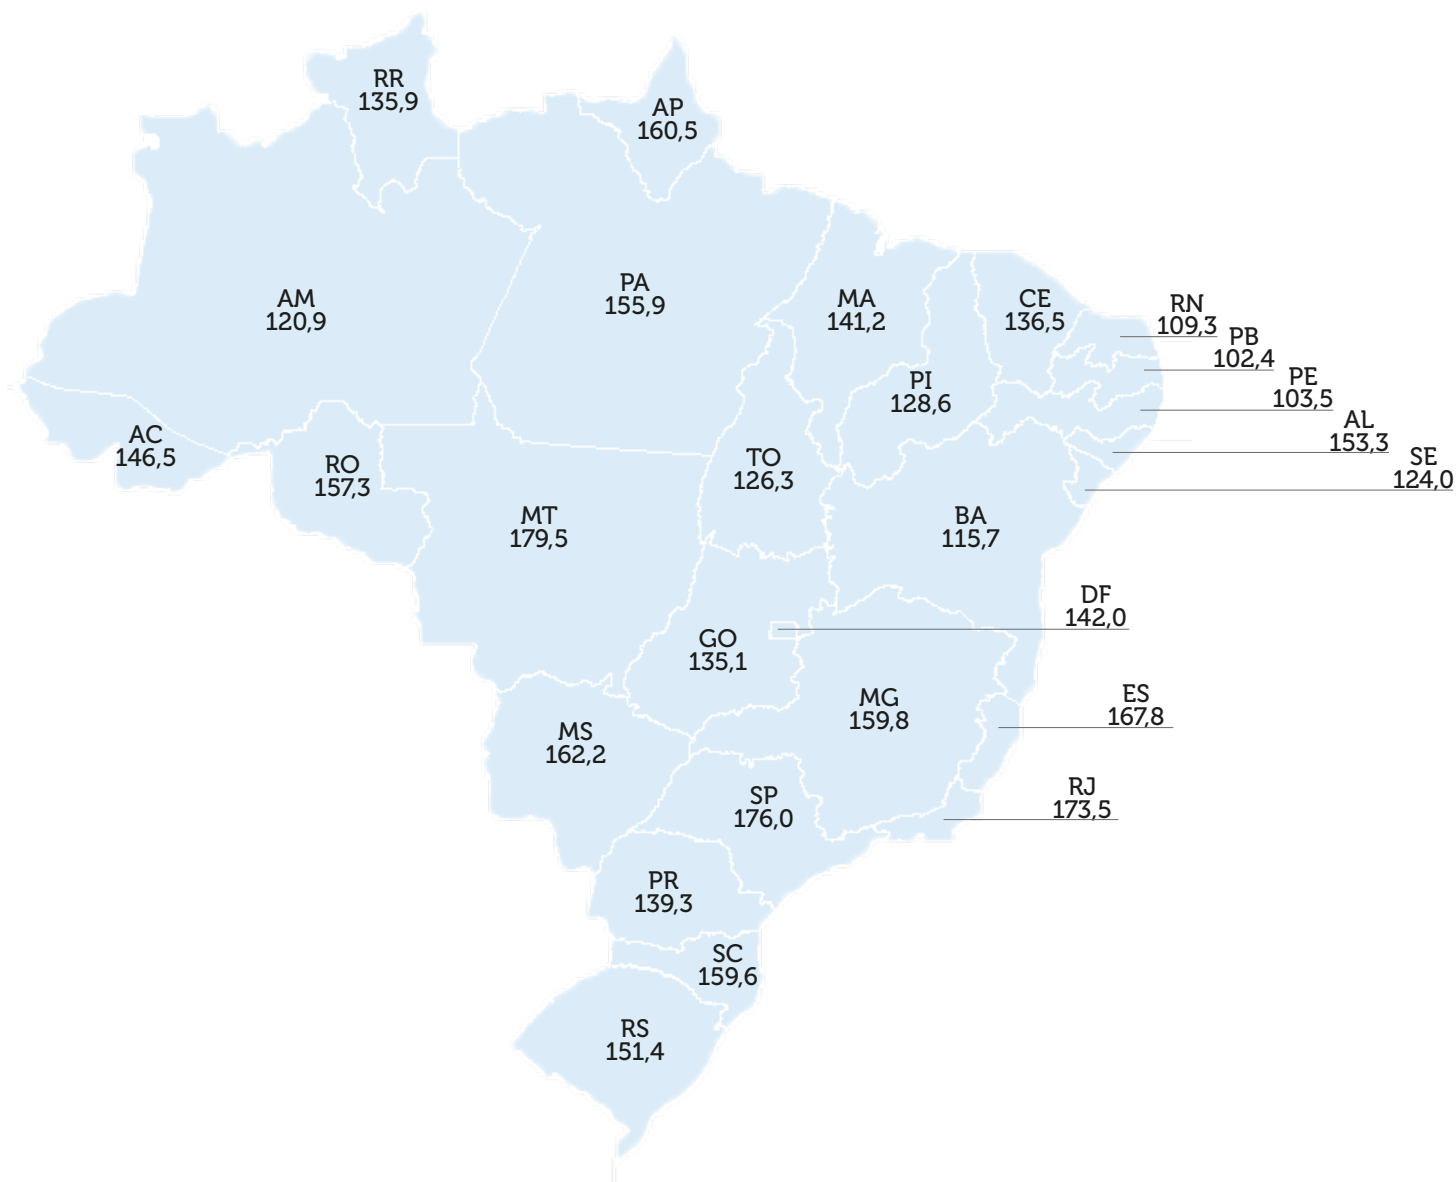 RR
135,9
AP
160,5
AM
120,9
PA
155,9
MA
141,2
CE
136,5
RN
109,3
PB
102,4
PI
128,6
PE
103,5
AL
153,3
SE
124,0
AC
146,5
RO
157,3
TO
126,3
MT
179,5
BA
115,7
DF
142,0
GO
135,1
MG
159,8
ES
167,8
MS
162,2
SP
176,0
RJ
173,5
PR
139,3
SC
159,6
RS
151,4